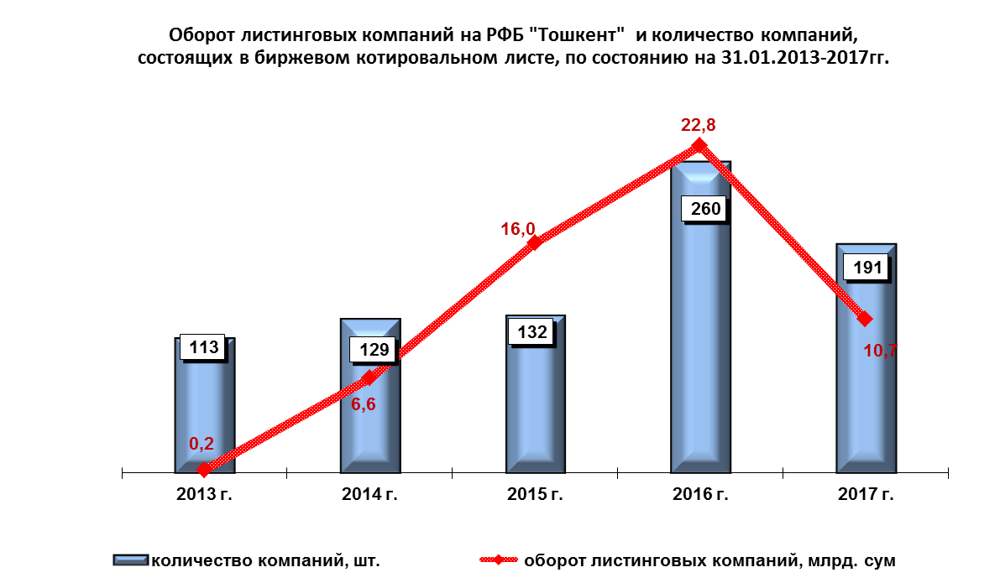 Оборот листинговых компаний на РФБ "Тошкент" и количество компаний,
состоящих в биржевом котировальном листе, по состоянию на 31.01.2013-2017гг.
22,8
260
16,0
191
132
113
129
10,7
6,6
0,2
2013 г.
2014 г.
2015 г.
2016 г.
2017 г.
количество компаний, шт.
оборот листинговых компаний, млрд. сум